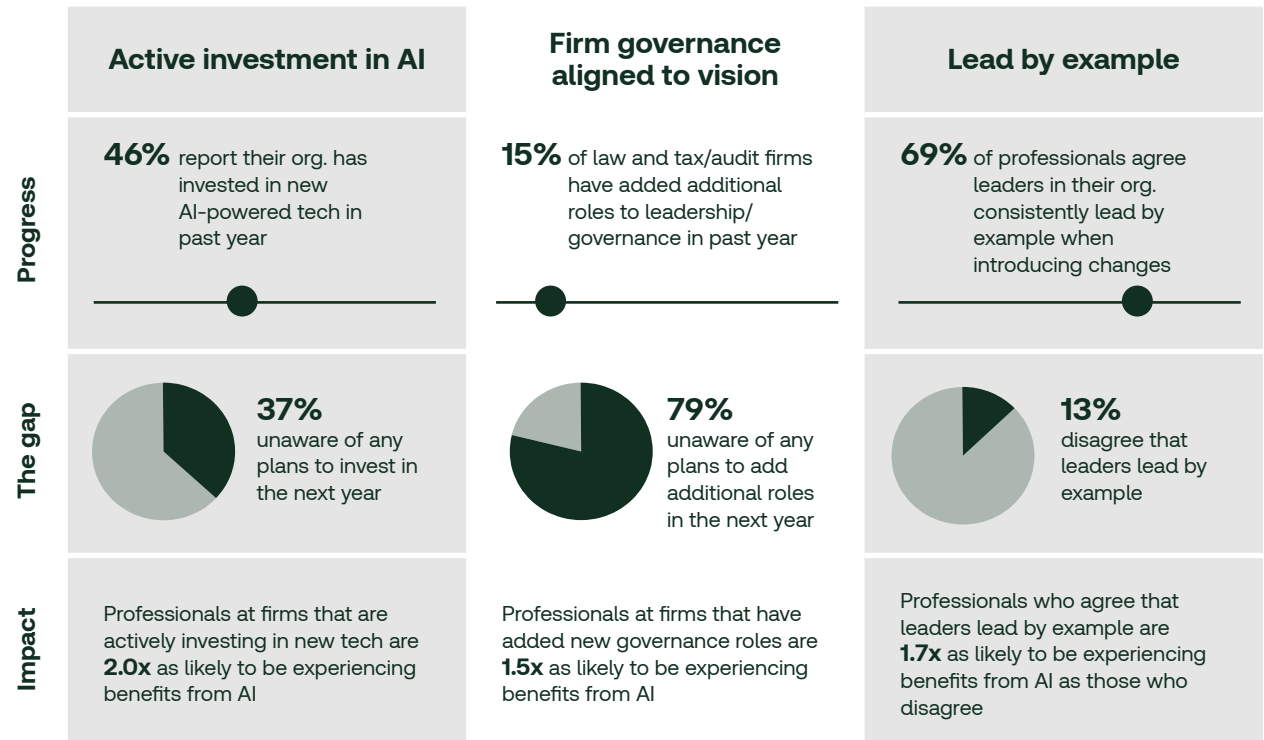 Active investment in AI
Firm governance
aligned to vision
Lead by example
Progress
46% report their org. has
invested in new
AI-powered tech in
past year
15% of law and tax/audit firms
have added additional
roles to leadership/
governance in past year
69% of professionals agree
leaders in their org.
consistently lead by
example when
introducing changes
The gap
37%
unaware of any
plans to invest in
the next year
79%
unaware of any
plans to add
additional roles
in the next year
13%
disagree that
leaders lead by
example
Impact
Professionals at firms that are
actively investing in new tech are
2.0x as likely to be experiencing
benefits from AI
Professionals at firms that have
added new governance roles are
1.5x as likely to be experiencing
benefits from AI
Professionals who agree that
leaders lead by example are
1.7x as likely to be experiencing
benefits from AI as those who
disagree